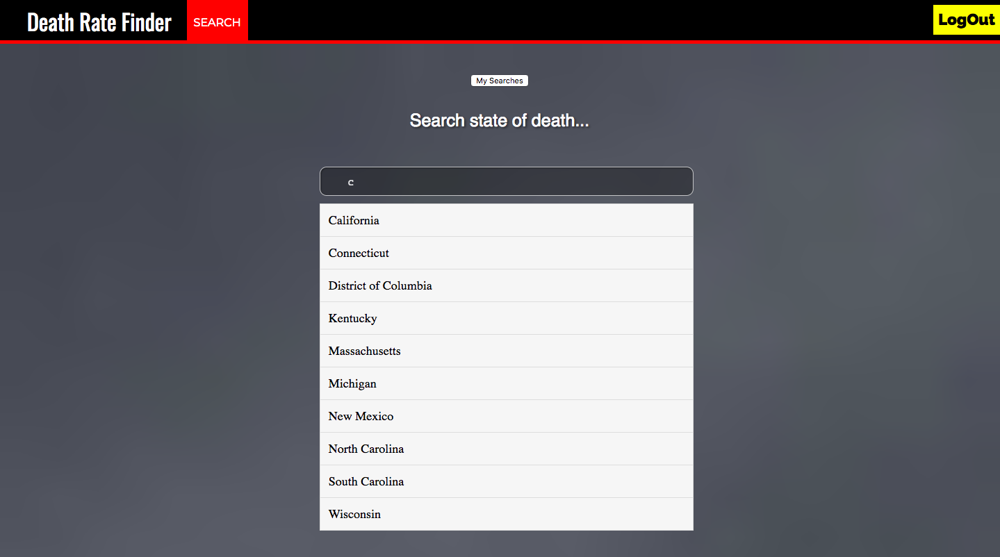 Death Rate Finder SEARCH LogOut
My Searches
Search state of death...
c
California
Connecticut
District of Columbia
Kentucky
Massachusetts
Michigan
New Mexico
North Carolina
South Carolina
Wisconsin